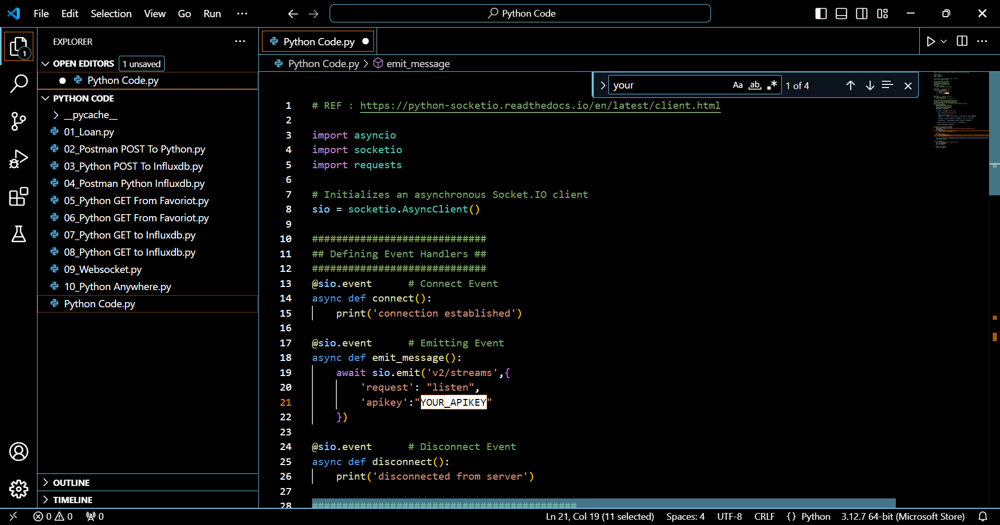 File Edit Selection View Go Run ···
Python Code
EXPLORER ···
1
OPEN EDITORS 1 unsaved
Python Code.py
PYTHON CODE
__pycache__
01_Loan.py
02_Postman POST To Python.py
03_Python POST To Influxdb.py
04_Postman Python Influxdb.py
05_Python GET From Favoriot.py
06_Python GET From Favoriot.py
07_Python GET to Influxdb.py
08_Python GET to Influxdb.py
09_Websocket.py
10_Python Anywhere.py
Python Code.py
OUTLINE
TIMELINE
Python Code.py
Python Code.py > emit_message
your Aa ab .* 1 of 4
1 # REF : https://python-socketio.readthedocs.io/en/latest/client.html
2
3 import asyncio
4 import socketio
5 import requests
6
7 # Initializes an asynchronous Socket.IO client
8 sio = socketio.AsyncClient()
9
10 #############################
11 ## Defining Event Handlers ##
12 #############################
13 @sio.event      # Connect Event
14 async def connect():
15     print('connection established')
16
17 @sio.event      # Emitting Event
18 async def emit_message():
19     await sio.emit('v2/streams',{
20         'request': "listen",
21         'apikey':"YOUR_APIKEY"
22     })
23
24 @sio.event      # Disconnect Event
25 async def disconnect():
26     print('disconnected from server')
27
28 ############################################
0 0 0 Ln 21, Col 19 (11 selected) Spaces: 4 UTF-8 CRLF {} Python 3.12.7 64-bit (Microsoft Store)